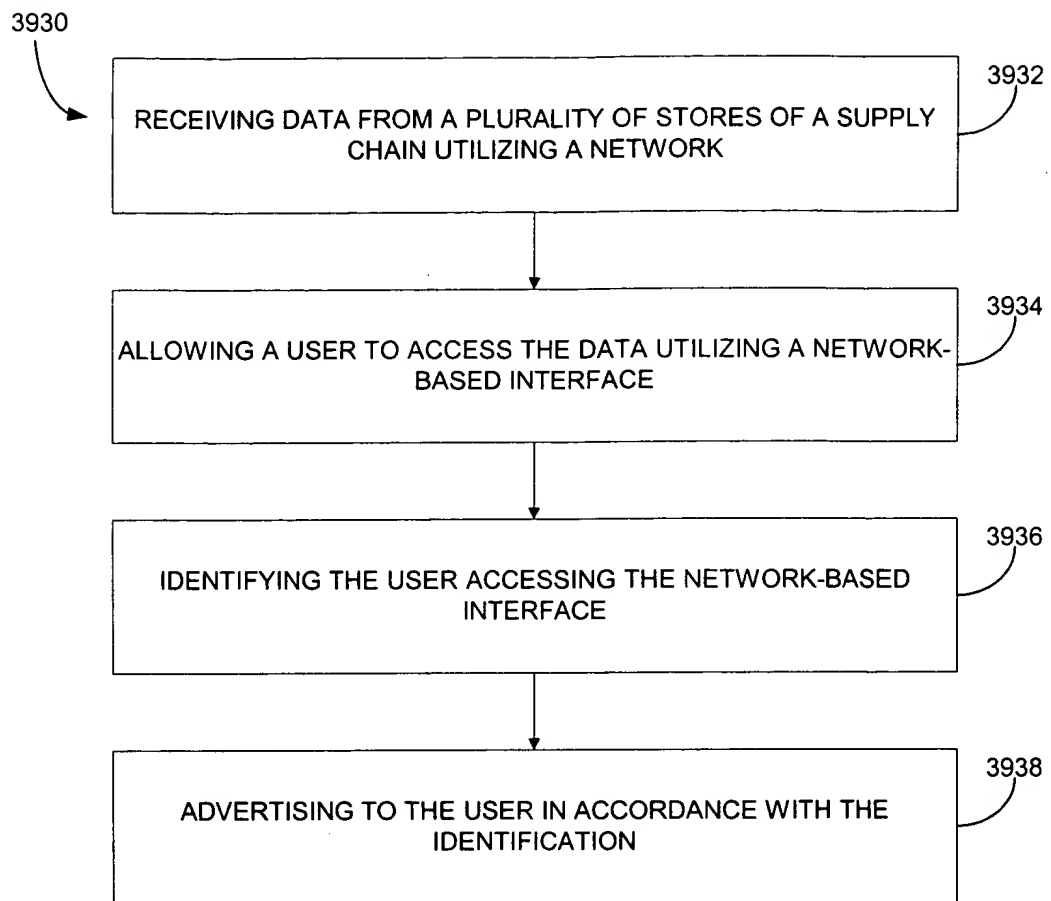 3930
3932
RECEIVING DATA FROM A PLURALITY OF STORES OF A SUPPLY
CHAIN UTILIZING A NETWORK
3934
ALLOWING A USER TO ACCESS THE DATA UTILIZING A NETWORK-
BASED INTERFACE
3936
IDENTIFYING THE USER ACCESSING THE NETWORK-BASED
INTERFACE
3938
ADVERTISING TO THE USER IN ACCORDANCE WITH THE
IDENTIFICATION